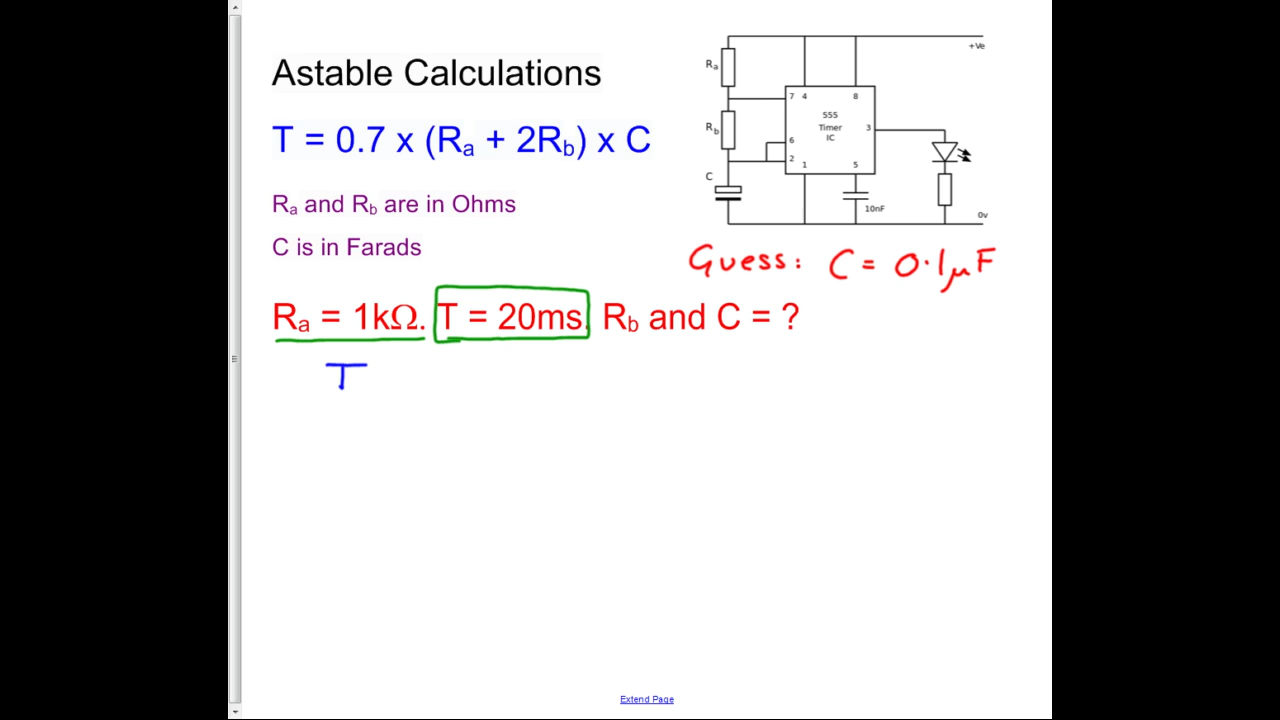 Astable Calculations
T = 0.7 x (Ra + 2Rb) x C
Ra and Rb are in Ohms
C is in Farads
Ra
Rb
C
7 4 8
555
Timer
IC
6
2
1 5
3
10nF
+Ve
0v
Guess: C = 0.1μF
Ra = 1kΩ. T = 20ms. Rb and C = ?
T
Extend Page